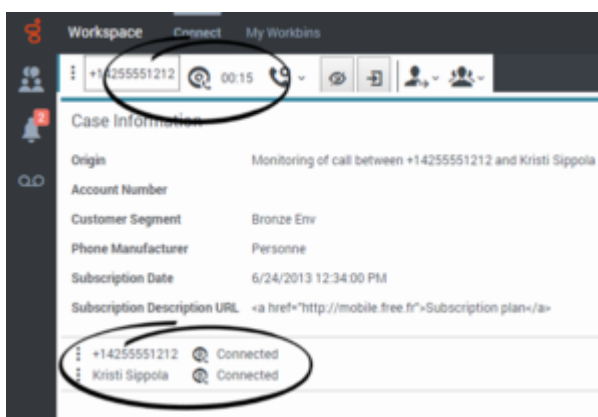 Workspace Connect My Workbins
+14255551212 00:15
2
Case Information
Origin Monitoring of call between +14255551212 and Kristi Sippola
Account Number
Customer Segment Bronze Env
Phone Manufacturer Personne
Subscription Date 6/24/2013 12:34:00 PM
Subscription Description URL <a href="http://mobile.free.fr">Subscription plan</a>
+14255551212 Connected
Kristi Sippola Connected